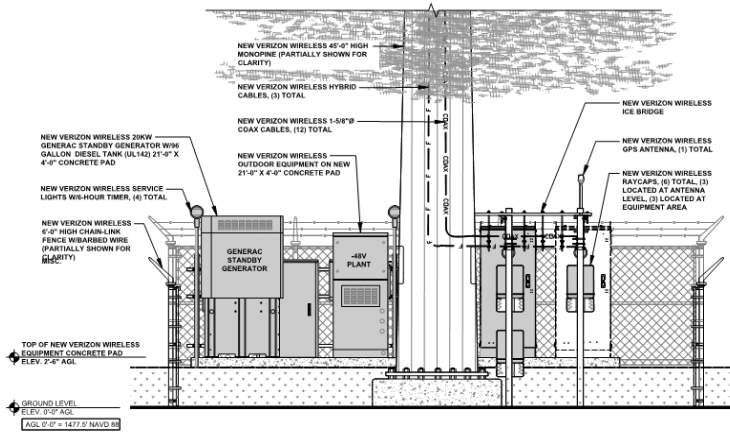 NEW VERIZON WIRELESS 45'-0" HIGH
MONOPINE (PARTIALLY SHOWN FOR
CLARITY)
NEW VERIZON WIRELESS HYBRID
CABLES, (3) TOTAL
NEW VERIZON WIRELESS 1-5/8"Ø
COAX CABLES, (12) TOTAL
NEW VERIZON WIRELESS
OUTDOOR EQUIPMENT ON NEW
21'-0" X 4'-0" CONCRETE PAD
NEW VERIZON WIRELESS 20KW
GENERAC STANDBY GENERATOR W/96
GALLON DIESEL TANK (UL142) 21'-0" X
4'-0" CONCRETE PAD
NEW VERIZON WIRELESS SERVICE
LIGHTS W/6-HOUR TIMER, (4) TOTAL
NEW VERIZON WIRELESS
6'-0" HIGH CHAIN-LINK
FENCE W/BARBED WIRE
(PARTIALLY SHOWN FOR
CLARITY)
MISC.
NEW VERIZON WIRELESS
ICE BRIDGE
NEW VERIZON WIRELESS
GPS ANTENNA, (1) TOTAL
NEW VERIZON WIRELESS
RAYCAPS, (6) TOTAL, (3)
LOCATED AT ANTENNA
LEVEL, (3) LOCATED AT
EQUIPMENT AREA
GENERAC
STANDBY
GENERATOR
-48V
PLANT
F
F
F
F
F
COAX
COAX
COAX
COAX
COAX
TOP OF NEW VERIZON WIRELESS
EQUIPMENT CONCRETE PAD
ELEV. 2'-6" AGL
GROUND LEVEL
ELEV. 0'-0" AGL
AGL 0'-0" = 1477.5' NAVD 88